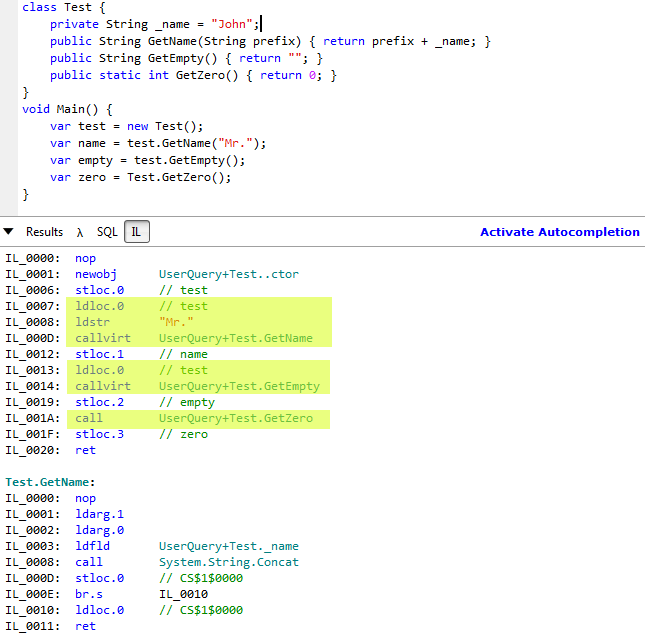 class Test {
    private String _name = "John";
    public String GetName(String prefix) { return prefix + _name; }
    public String GetEmpty() { return ""; }
    public static int GetZero() { return 0; }
}
void Main() {
    var test = new Test();
    var name = test.GetName("Mr.");
    var empty = test.GetEmpty();
    var zero = Test.GetZero();
}
▼ Results λ SQL IL Activate Autocompletion
IL_0000:  nop
IL_0001:  newobj      UserQuery+Test..ctor
IL_0006:  stloc.0     // test
IL_0007:  ldloc.0     // test
IL_0008:  ldstr       "Mr."
IL_000D:  callvirt    UserQuery+Test.GetName
IL_0012:  stloc.1     // name
IL_0013:  ldloc.0     // test
IL_0014:  callvirt    UserQuery+Test.GetEmpty
IL_0019:  stloc.2     // empty
IL_001A:  call        UserQuery+Test.GetZero
IL_001F:  stloc.3     // zero
IL_0020:  ret
Test.GetName:
IL_0000:  nop
IL_0001:  ldarg.1
IL_0002:  ldarg.0
IL_0003:  ldfld       UserQuery+Test._name
IL_0008:  call        System.String.Concat
IL_000D:  stloc.0     // CS$1$0000
IL_000E:  br.s        IL_0010
IL_0010:  ldloc.0     // CS$1$0000
IL_0011:  ret